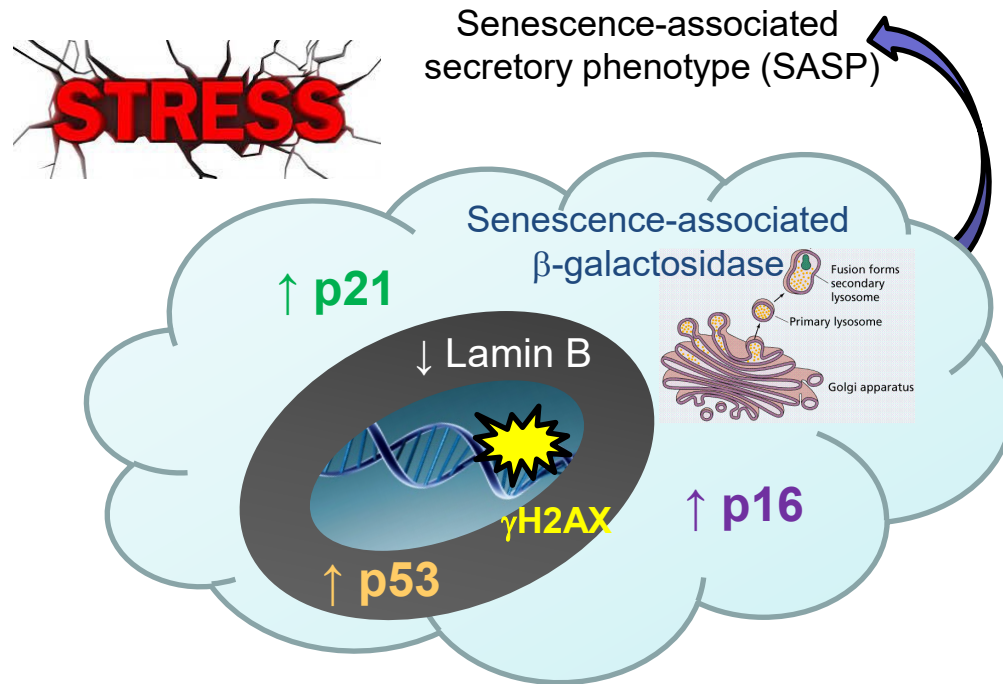 Senescence-associated
secretory phenotype (SASP)
STRESS
Senescence-associated
β-galactosidase
Fusion forms
secondary
lysosome
Primary lysosome
Golgi apparatus
↑ p21
↓ Lamin B
γH2AX
↑ p16
↑ p53